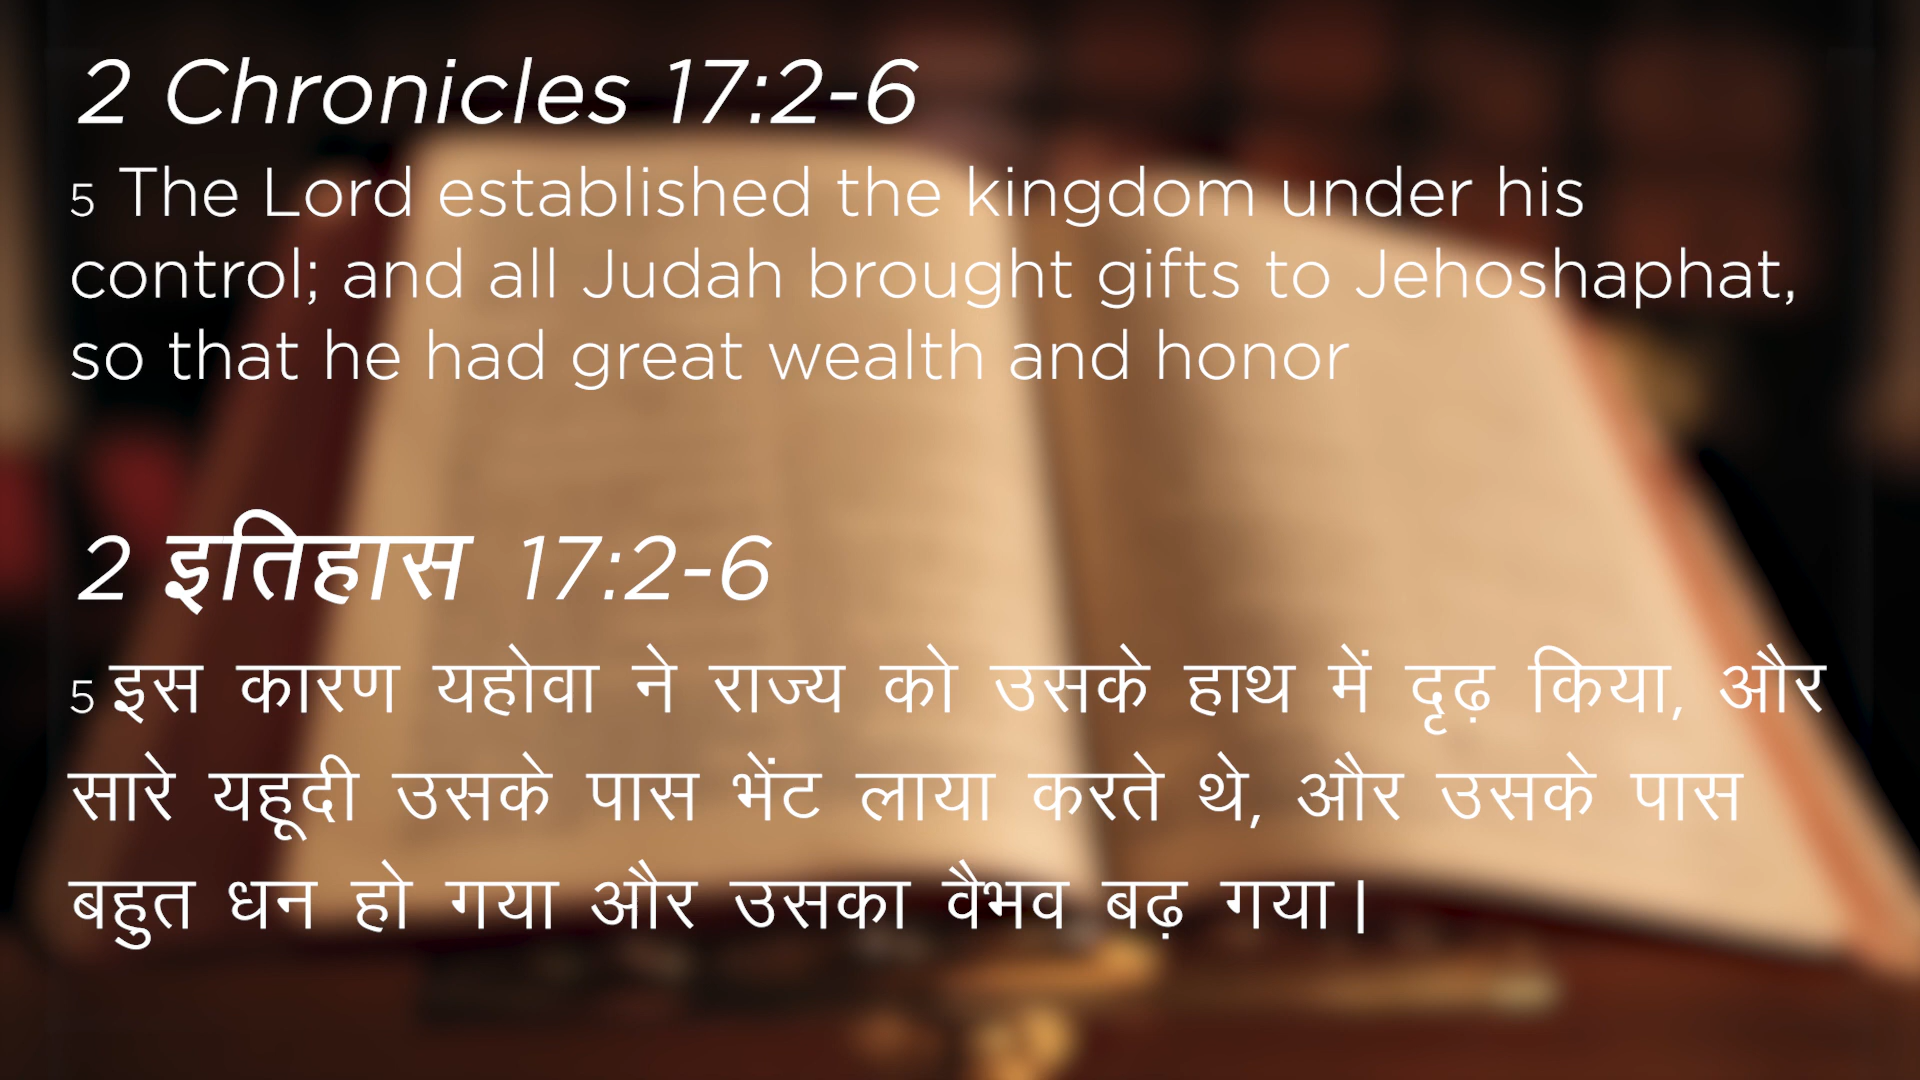 2 Chronicles 17:2-6
5 The Lord established the kingdom under his
control; and all Judah brought gifts to Jehoshaphat,
so that he had great wealth and honor
2 इतिहास 17:2-6
5 इस कारण यहोवा ने राज्य को उसके हाथ में दृढ़ किया, और
सारे यहूदी उसके पास भेंट लाया करते थे, और उसके पास
बहुत धन हो गया और उसका वैभव बढ़ गया|